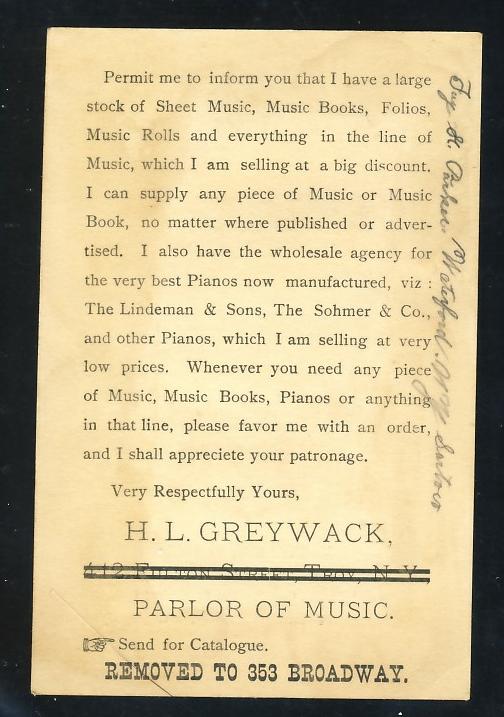 Permit me to inform you that I have a large
stock of Sheet Music, Music Books, Folios,
Music Rolls and everything in the line of
Music, which I am selling at a big discount.
I can supply any piece of Music or Music
Book, no matter where published or adver-
tised. I also have the wholesale agency for
the very best Pianos now manufactured, viz :
The Lindeman & Sons, The Sohmer & Co.,
and other Pianos, which I am selling at very
low prices. Whenever you need any piece
of Music, Music Books, Pianos or anything
in that line, please favor me with an order,
and I shall appreciete your patronage.
Very Respectfully Yours,
H. L. GREYWACK,
412 FULTON STREET, TROY, N. Y.
PARLOR OF MUSIC.
☞ Send for Catalogue.
REMOVED TO 353 BROADWAY.
Parker. Waterford